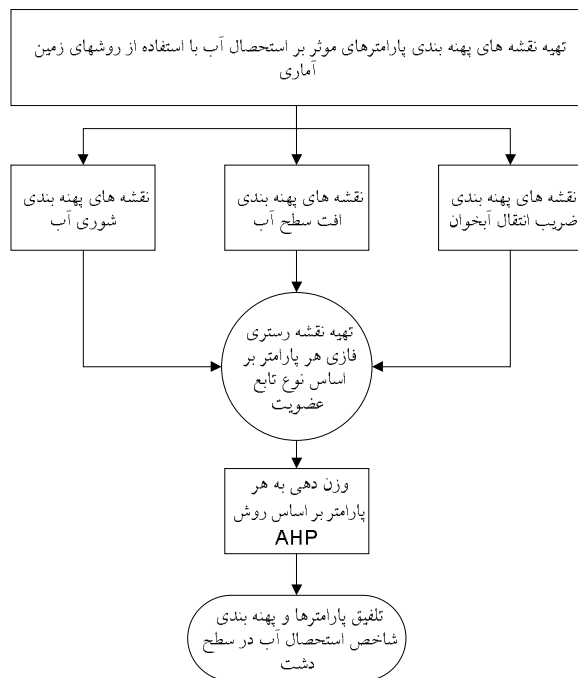 تهیه نقشه های پهنه بندی پارامترهای موثر بر استحصال آب با استفاده از روشهای زمین
آماری
نقشه های پهنه بندی
ضریب انتقال آبخوان
نقشه های پهنه بندی
افت سطح آب
نقشه های پهنه بندی
شوری آب
تهیه نقشه رستری
فازی هر پارامتر بر
اساس نوع تابع
عضویت
وزن دهی به هر
پارامتر بر اساس روش
AHP
تلفیق پارامترها و پهنه بندی
شاخص استحصال آب در سطح
دشت